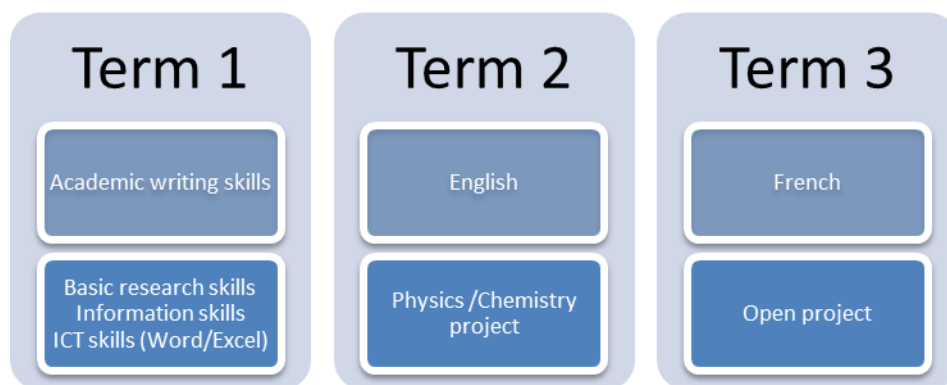 Term 1
Academic writing skills
Basic research skills
Information skills
ICT skills (Word/Excel)
Term 2
English
Physics /Chemistry
project
Term 3
French
Open project